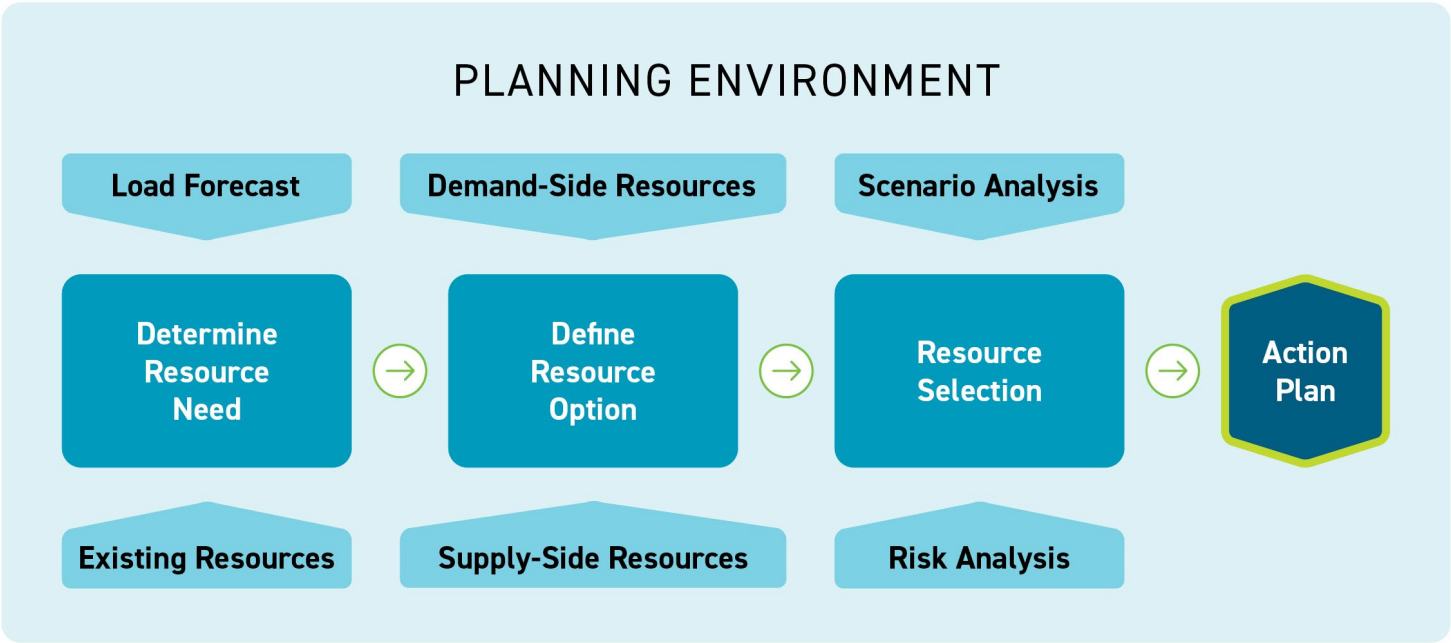 PLANNING ENVIRONMENT
Load Forecast
Demand-Side Resources
Scenario Analysis
Determine
Resource
Need
Define
Resource
Option
Resource
Selection
Action
Plan
Existing Resources
Supply-Side Resources
Risk Analysis